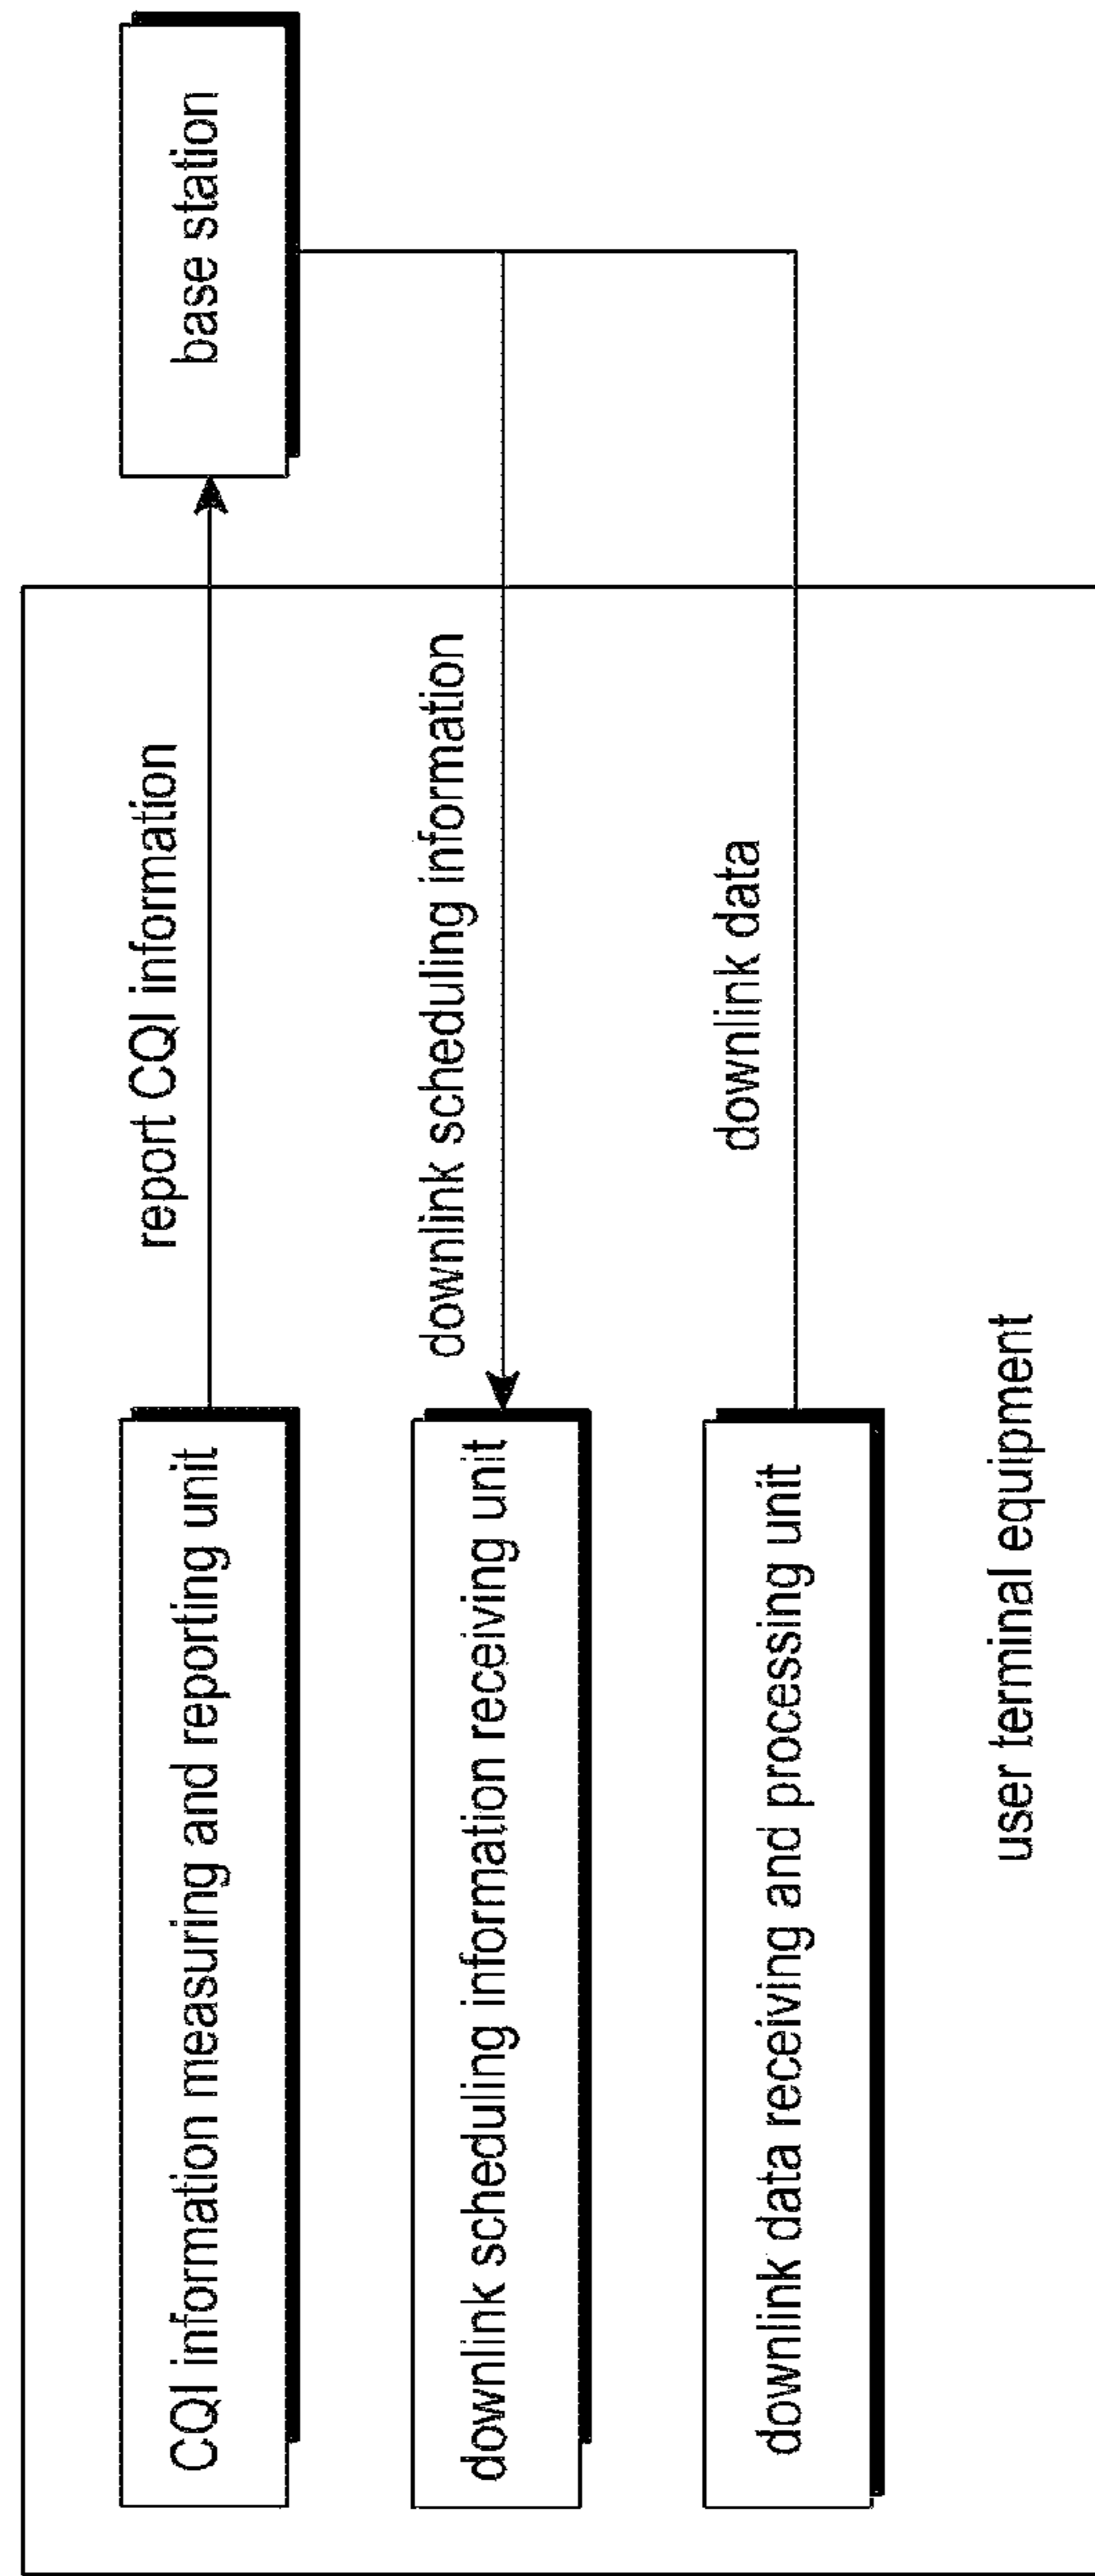 CQI information measuring and reporting unit
report CQI information
base station
downlink scheduling information receiving unit
downlink scheduling information
downlink data receiving and processing unit
downlink data
user terminal equipment